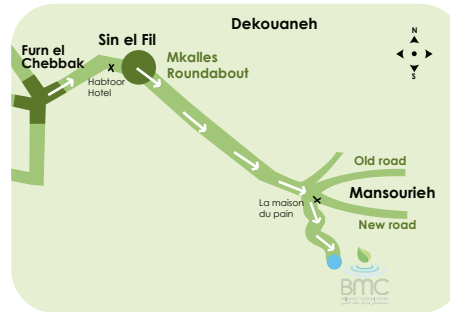 Dekouaneh
N
S
Sin el Fil
Furn el
Chebbak
Mkalles
Roundabout
Habtoor
Hotel
Old road
Mansourieh
La maison
du pain
New road
BMC